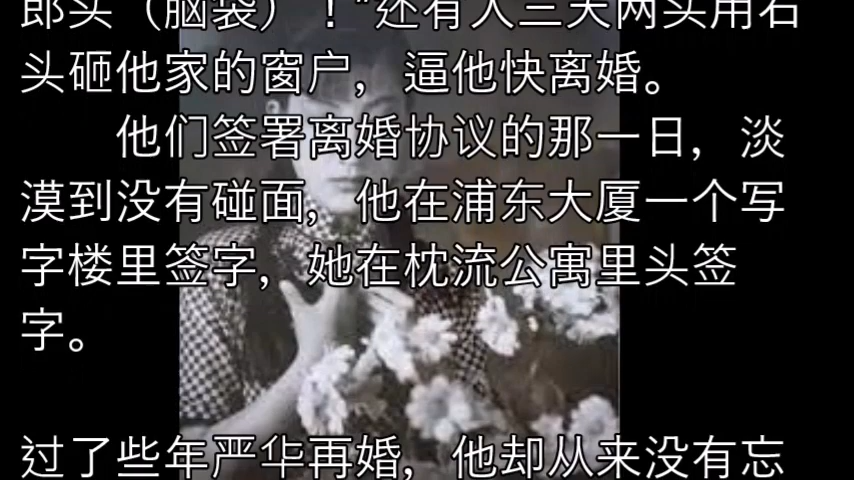 郎头（脑袋）！"还有人三天两头用石
头砸他家的窗户，逼他快离婚。
他们签署离婚协议的那一日，淡
漠到没有碰面，他在浦东大厦一个写
字楼里签字，她在枕流公寓里头签
字。
过了些年严华再婚，他却从来没有忘